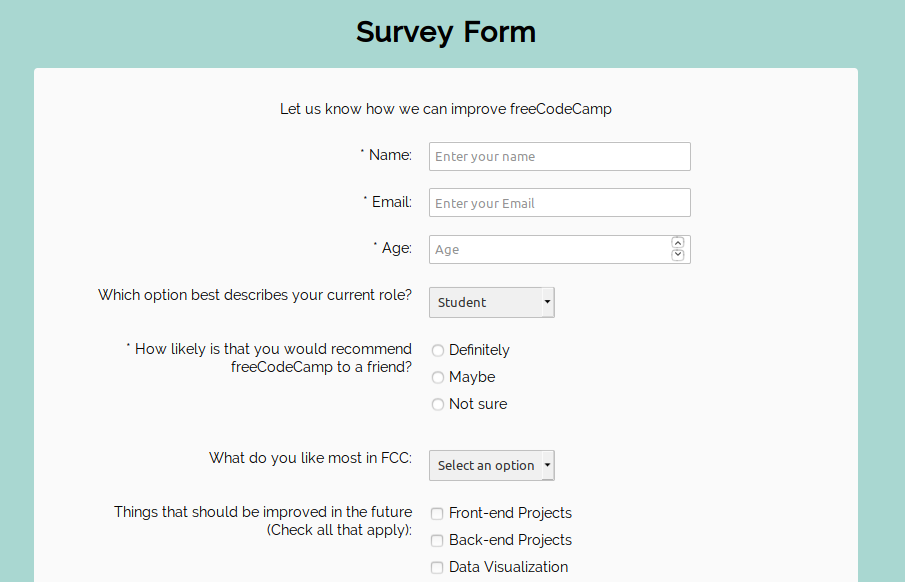 Survey Form
Let us know how we can improve freeCodeCamp
* Name: Enter your name
* Email: Enter your Email
* Age: Age
Which option best describes your current role? Student
* How likely is that you would recommend
freeCodeCamp to a friend?
Definitely
Maybe
Not sure
What do you like most in FCC: Select an option
Things that should be improved in the future
(Check all that apply):
Front-end Projects
Back-end Projects
Data Visualization